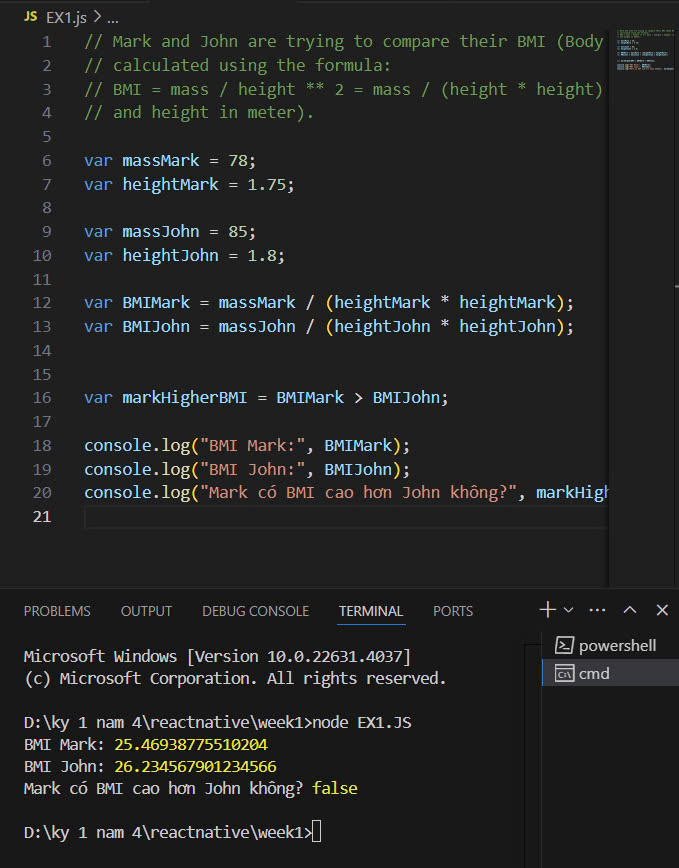 JS EX1.js > ...
1 // Mark and John are trying to compare their BMI (Body
2 // calculated using the formula:
3 // BMI = mass / height ** 2 = mass / (height * height)
4 // and height in meter).
5
6 var massMark = 78;
7 var heightMark = 1.75;
8
9 var massJohn = 85;
10 var heightJohn = 1.8;
11
12 var BMIMark = massMark / (heightMark * heightMark);
13 var BMIJohn = massJohn / (heightJohn * heightJohn);
14
15
16 var markHigherBMI = BMIMark > BMIJohn;
17
18 console.log("BMI Mark:", BMIMark);
19 console.log("BMI John:", BMIJohn);
20 console.log("Mark có BMI cao hơn John không?", markHigh
21
PROBLEMS OUTPUT DEBUG CONSOLE TERMINAL PORTS
powershell
cmd
Microsoft Windows [Version 10.0.22631.4037]
(c) Microsoft Corporation. All rights reserved.
D:\ky 1 nam 4\reactnative\week1>node EX1.JS
BMI Mark: 25.46938775510204
BMI John: 26.234567901234566
Mark có BMI cao hơn John không? false
D:\ky 1 nam 4\reactnative\week1>